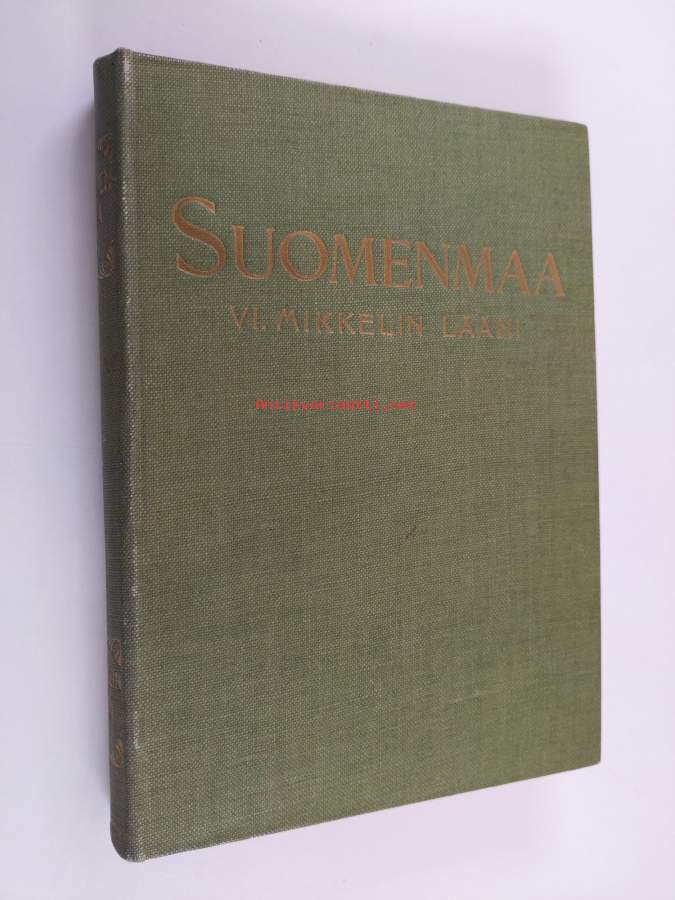 SUOMENMAA
VI. MIKKELIN LÄÄNI
Antikvariaatti.net